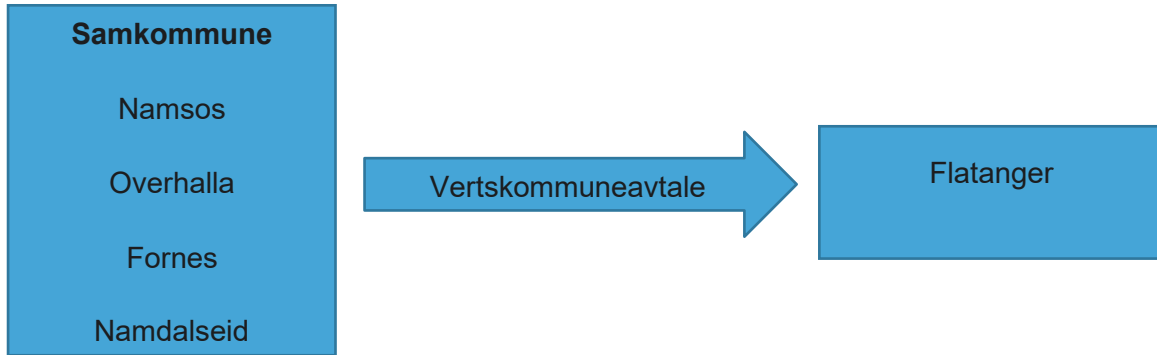 Samkommune
Namsos
Overhalla
Fornes
Namdalseid
Vertskommuneavtale
Flatanger